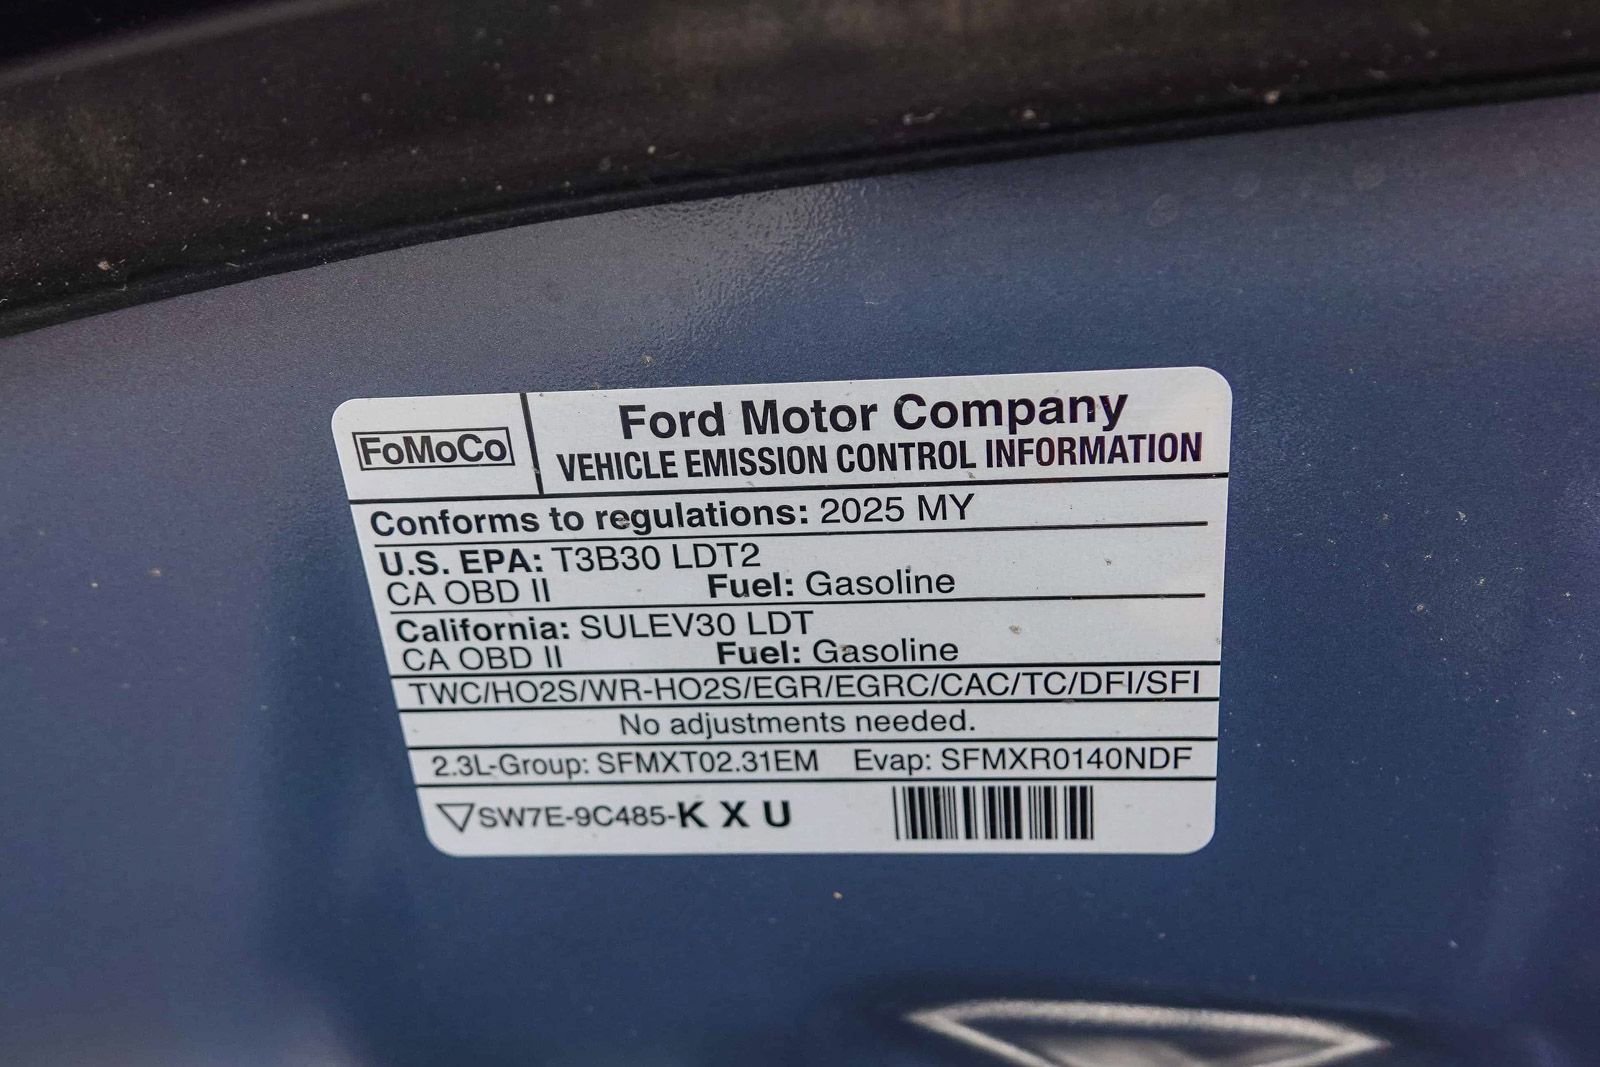 FoMoCo
Ford Motor Company
VEHICLE EMISSION CONTROL INFORMATION
Conforms to regulations: 2025 MY
U.S. EPA: T3B30 LDT2
CA OBD II Fuel: Gasoline
California: SULEV30 LDT
CA OBD II Fuel: Gasoline
TWC/HO2S/WR-HO2S/EGR/EGRC/CAC/TC/DFI/SFI
No adjustments needed.
2.3L-Group: SFMXT02.31EM Evap: SFMXR0140NDF
SW7E-9C485-K X U